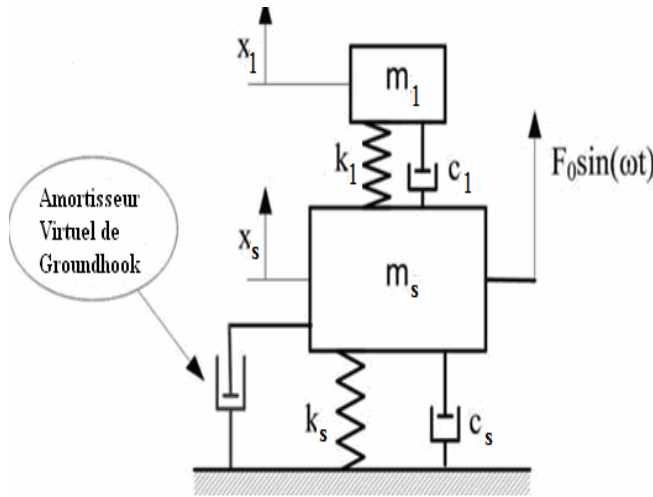 x1
m1
k1
c1
F0sin(ωt)
Amortisseur
Virtuel de
Groundhook
xs
ms
ks
cs